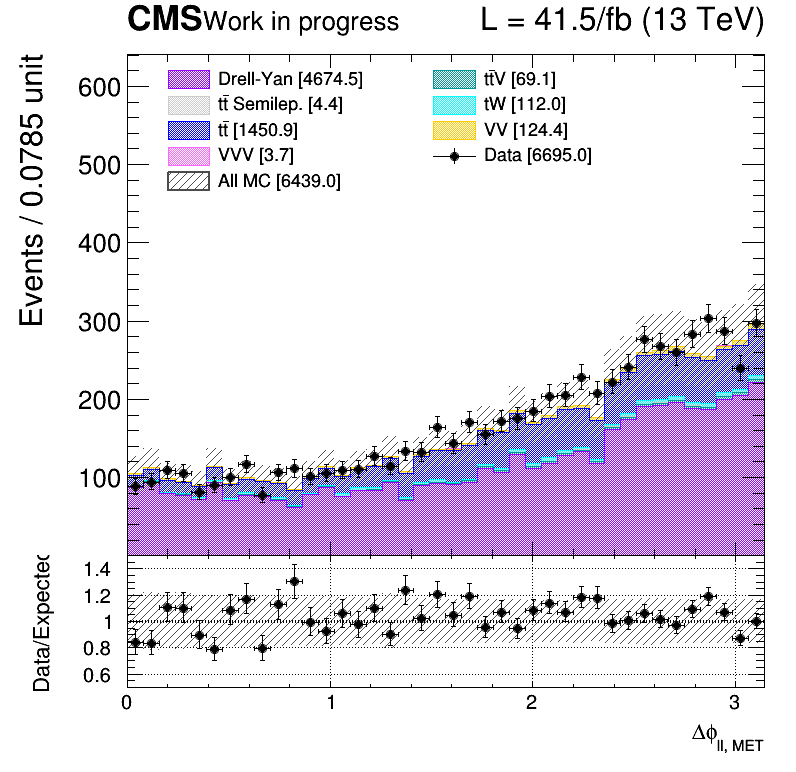 CMS Work in progress L = 41.5/fb (13 TeV)
Events / 0.0785 unit
600
500
400
300
200
100
Drell-Yan [4674.5]
tt̄ Semilep. [4.4]
tt̄ [1450.9]
VVV [3.7]
All MC [6439.0]
tt̄V [69.1]
tW [112.0]
VV [124.4]
Data [6695.0]
Data/Expected
1.4
1.2
1
0.8
0.6
0 1 2 3
Δϕll, MET